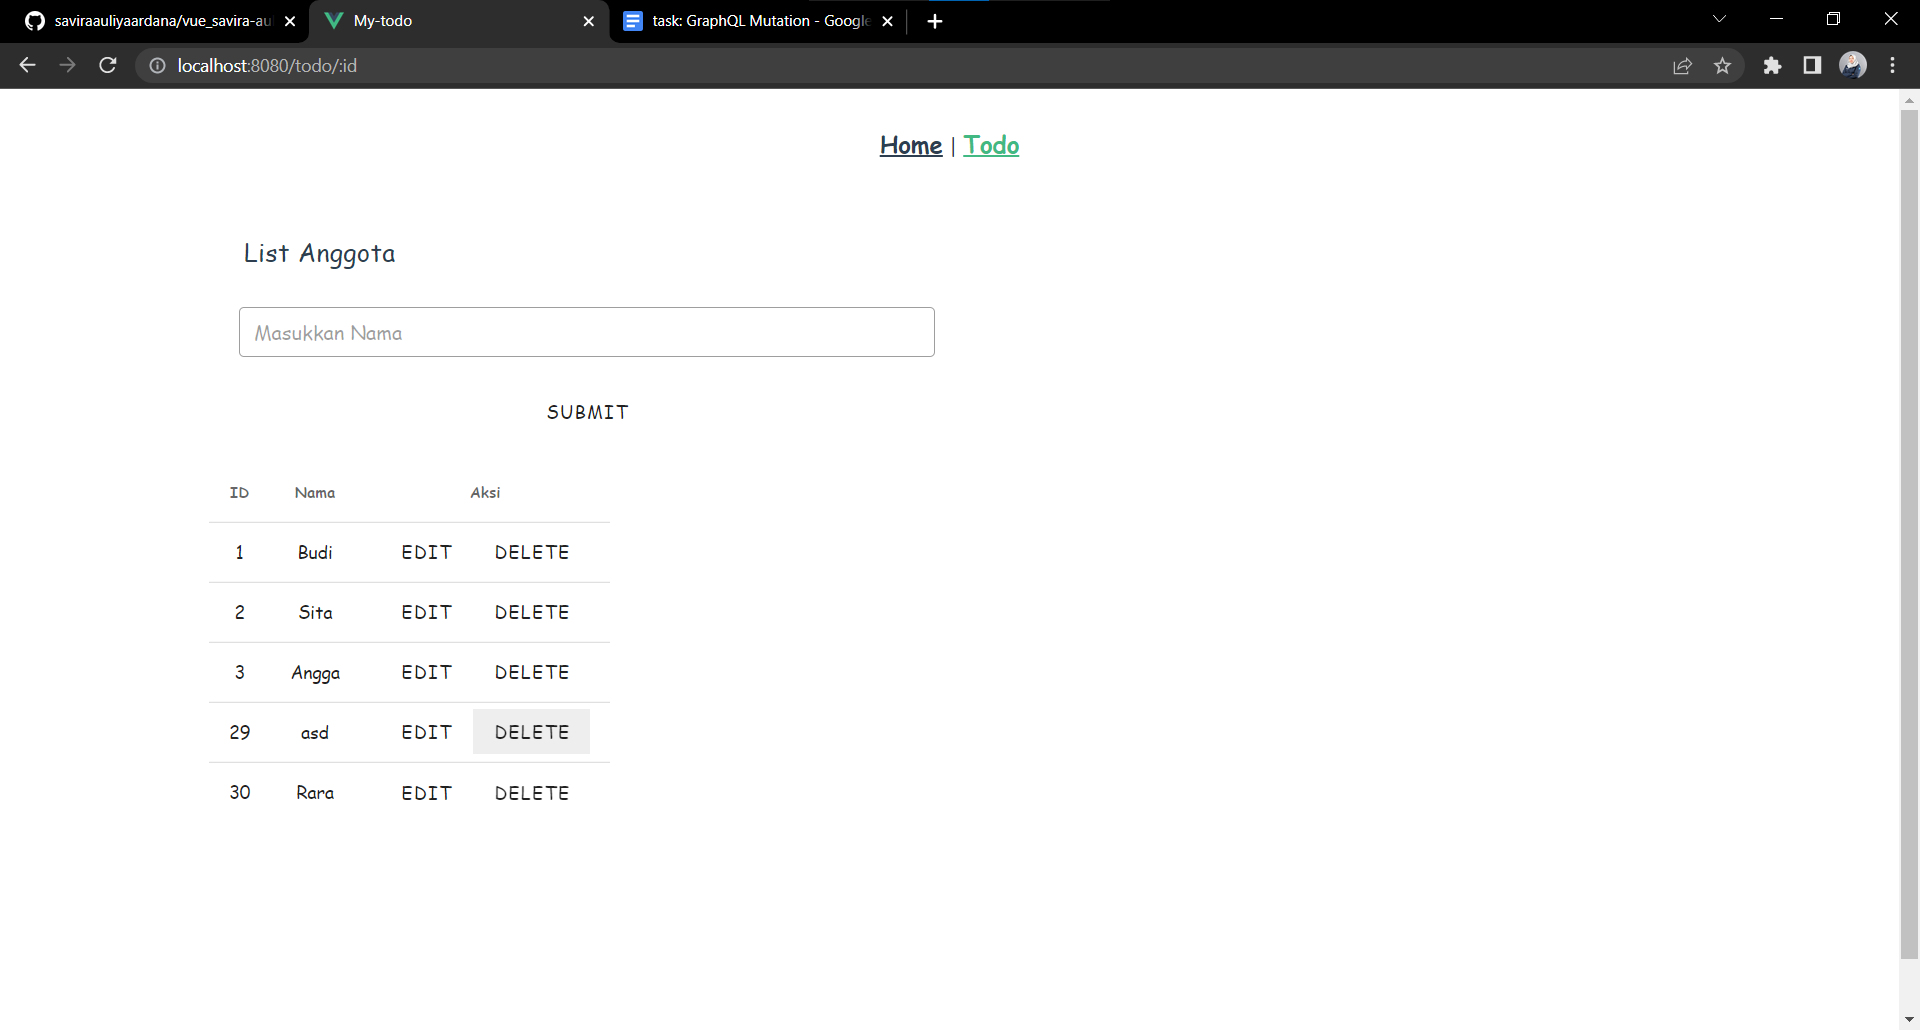 saviraauliyaardana/vue_savira-au
My-todo
task: GraphQL Mutation - Google
localhost:8080/todo/:id
Home | Todo
List Anggota
Masukkan Nama
SUBMIT
ID Nama Aksi
1 Budi EDIT DELETE
2 Sita EDIT DELETE
3 Angga EDIT DELETE
29 asd EDIT DELETE
30 Rara EDIT DELETE